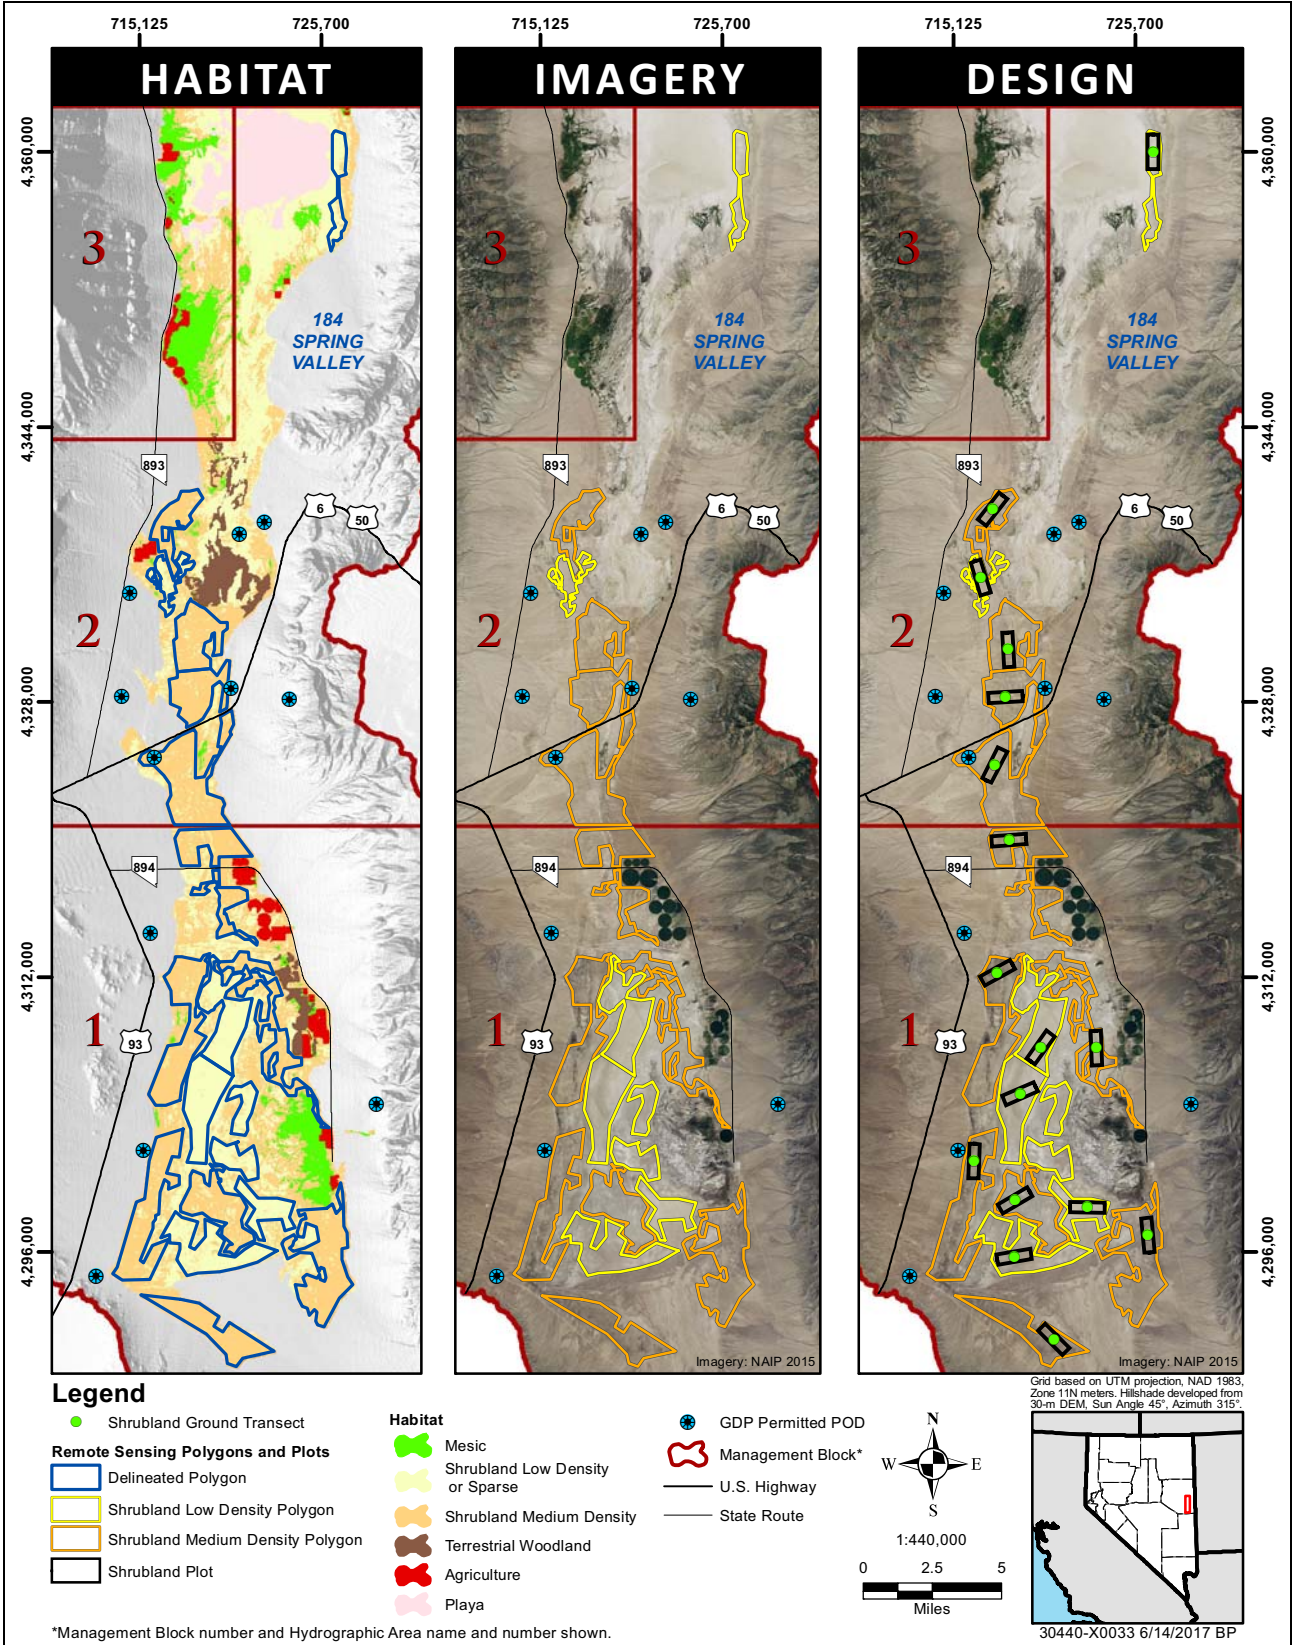 715,125
725,700
715,125
725,700
715,125
725,700
HABITAT
IMAGERY
DESIGN
4,360,000
4,344,000
4,328,000
4,312,000
4,296,000
3
184
SPRING
VALLEY
893
6
50
2
894
1
93
3
184
SPRING
VALLEY
893
6
50
2
894
1
93
Imagery: NAIP 2015
3
184
SPRING
VALLEY
893
6
50
2
894
1
93
Imagery: NAIP 2015
4,360,000
4,344,000
4,328,000
4,312,000
4,296,000
Legend
Shrubland Ground Transect
Remote Sensing Polygons and Plots
Delineated Polygon
Shrubland Low Density Polygon
Shrubland Medium Density Polygon
Shrubland Plot
Habitat
Mesic
Shrubland Low Density
or Sparse
Shrubland Medium Density
Terrestrial Woodland
Agriculture
Playa
GDP Permitted POD
Management Block*
U.S. Highway
State Route
N
W
E
S
1:440,000
0 2.5 5
Miles
Grid based on UTM projection, NAD 1983,
Zone 11N meters. Hillshade developed from
30-m DEM, Sun Angle 45°, Azimuth 315°.
*Management Block number and Hydrographic Area name and number shown.
30440-X0033 6/14/2017 BP